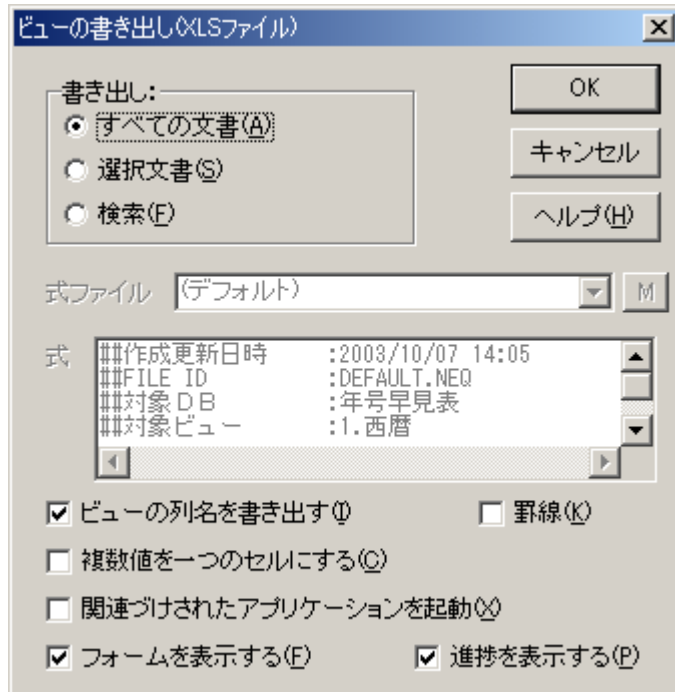 ビューの書き出し(XLSファイル)
書き出し:
すべての文書(A)
選択文書(S)
検索(F)
OK
キャンセル
ヘルプ(H)
式ファイル (デフォルト) M
式
##作成更新日時 :2003/10/07 14:05
##FILE ID :DEFAULT.NEQ
##対象DB :年号早見表
##対象ビュー :1.西暦
ビューの列名を書き出す(I) 罫線(K)
複数値を一つのセルにする(C)
関連づけされたアプリケーションを起動(X)
フォームを表示する(F) 進捗を表示する(P)